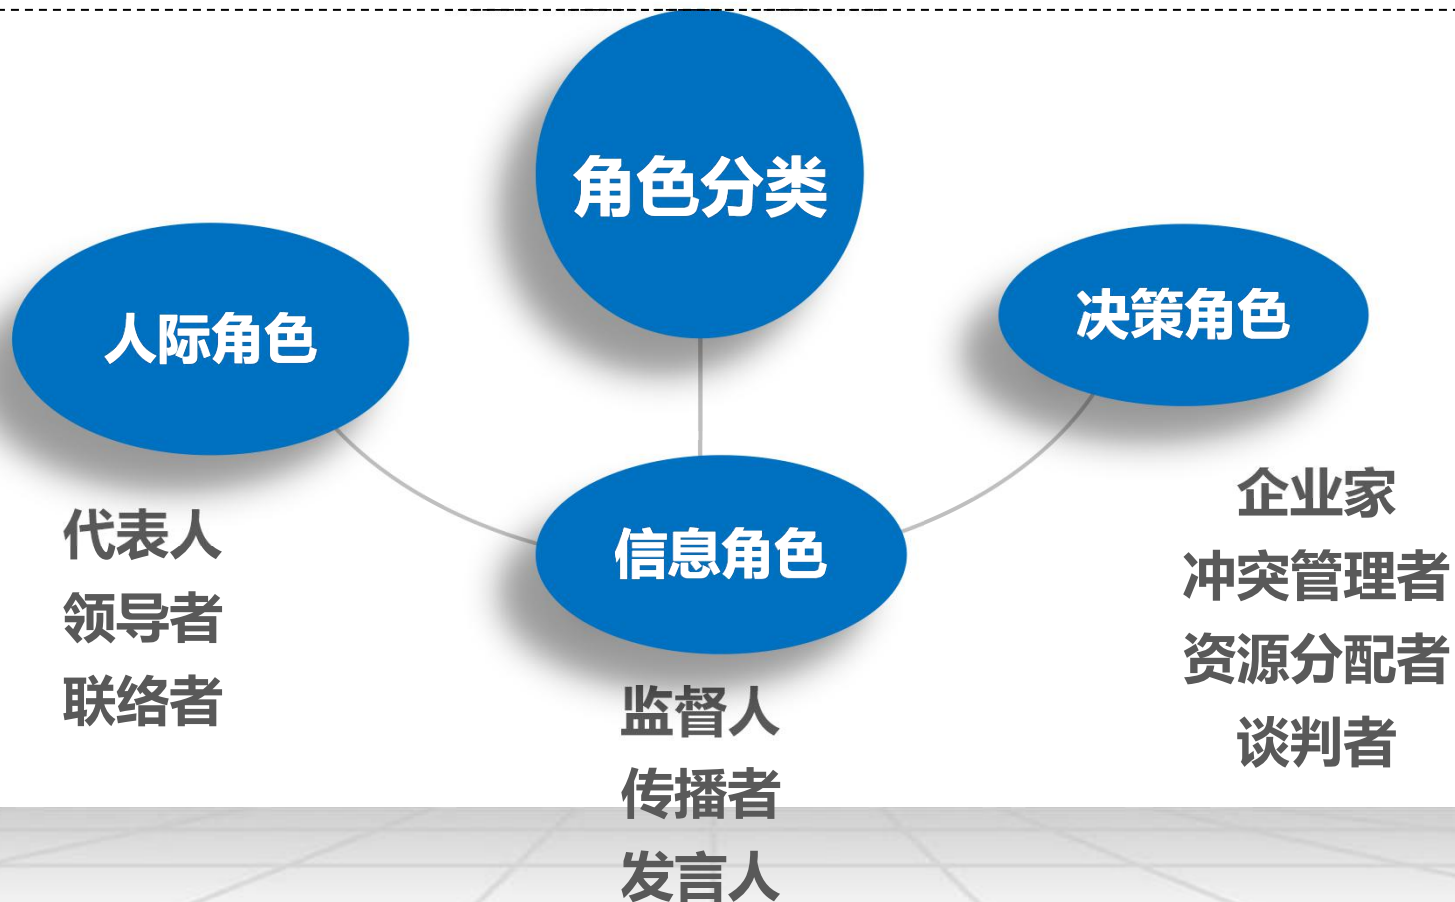 角色分类
人际角色
代表人
领导者
联络者
信息角色
监督人
传播者
发言人
决策角色
企业家
冲突管理者
资源分配者
谈判者